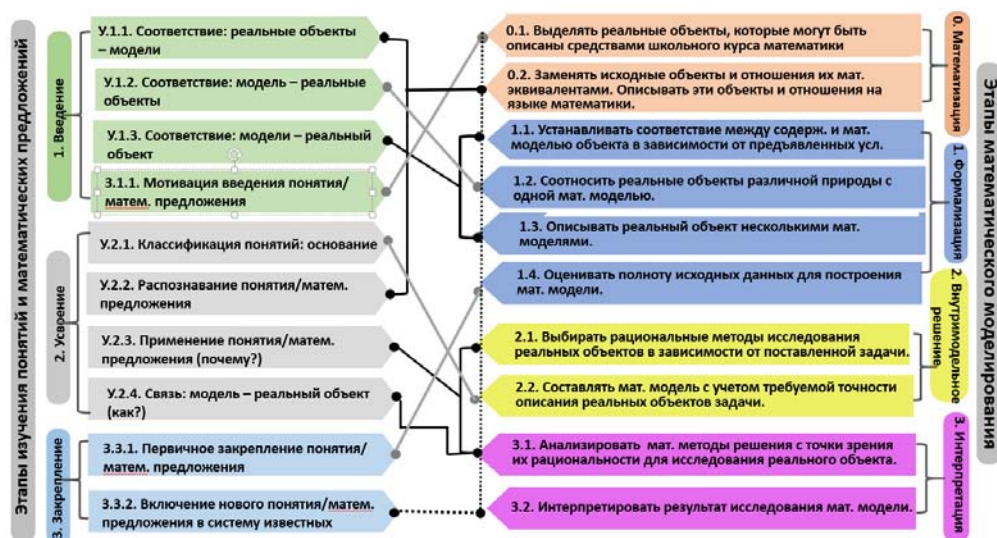 Этапы изучения понятий и математических предложений
1. Введение
У.1.1. Соответствие: реальные объекты
– модели
У.1.2. Соответствие: модель – реальные
объекты
У.1.3. Соответствие: модели – реальный
объект
3.1.1. Мотивация введения понятия/
матем. предложения
2. Усвоение
У.2.1. Классификация понятий: основание
У.2.2. Распознавание понятия/матем.
предложения
У.2.3. Применение понятия/матем.
предложения (почему?)
У.2.4. Связь: модель – реальный объект
(как?)
3. Закрепление
3.3.1. Первичное закрепление понятия/
матем. предложения
3.3.2. Включение нового понятия/матем.
предложения в систему известных
0.1. Выделять реальные объекты, которые могут быть
описаны средствами школьного курса математики
0.2. Заменять исходные объекты и отношения их мат.
эквивалентами. Описывать эти объекты и отношения на
языке математики.
0. Математизация
1.1. Устанавливать соответствие между содерж. и мат.
моделью объекта в зависимости от предъявленных усл.
1.2. Соотносить реальные объекты различной природы с
одной мат. моделью.
1.3. Описывать реальный объект несколькими мат.
моделями.
1.4. Оценивать полноту исходных данных для построения
мат. модели.
1. Формализация
2.1. Выбирать рациональные методы исследования
реальных объектов в зависимости от поставленной задачи.
2.2. Составлять мат. модель с учетом требуемой точности
описания реальных объектов задачи.
2. Внутримодельное
решение
3.1. Анализировать мат. методы решения с точки зрения
их рациональности для исследования реального объекта.
3.2. Интерпретировать результат исследования мат. модели.
3. Интерпретация
Этапы математического моделирования